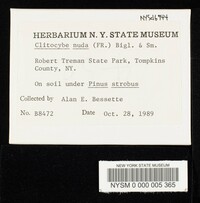 NYSf6944
HERBARIUM N. Y. STATE MUSEUM
Clitocybe nuda (FR.) Bigl. & Sm.
Robert Treman State Park, Tompkins
County, NY.
On soil under Pinus strobus
Collected by Alan E. Bessette
No. B8472 Date Oct. 28, 1989
NEW YORK STATE MUSEUM
NYSM 0 000 005 365